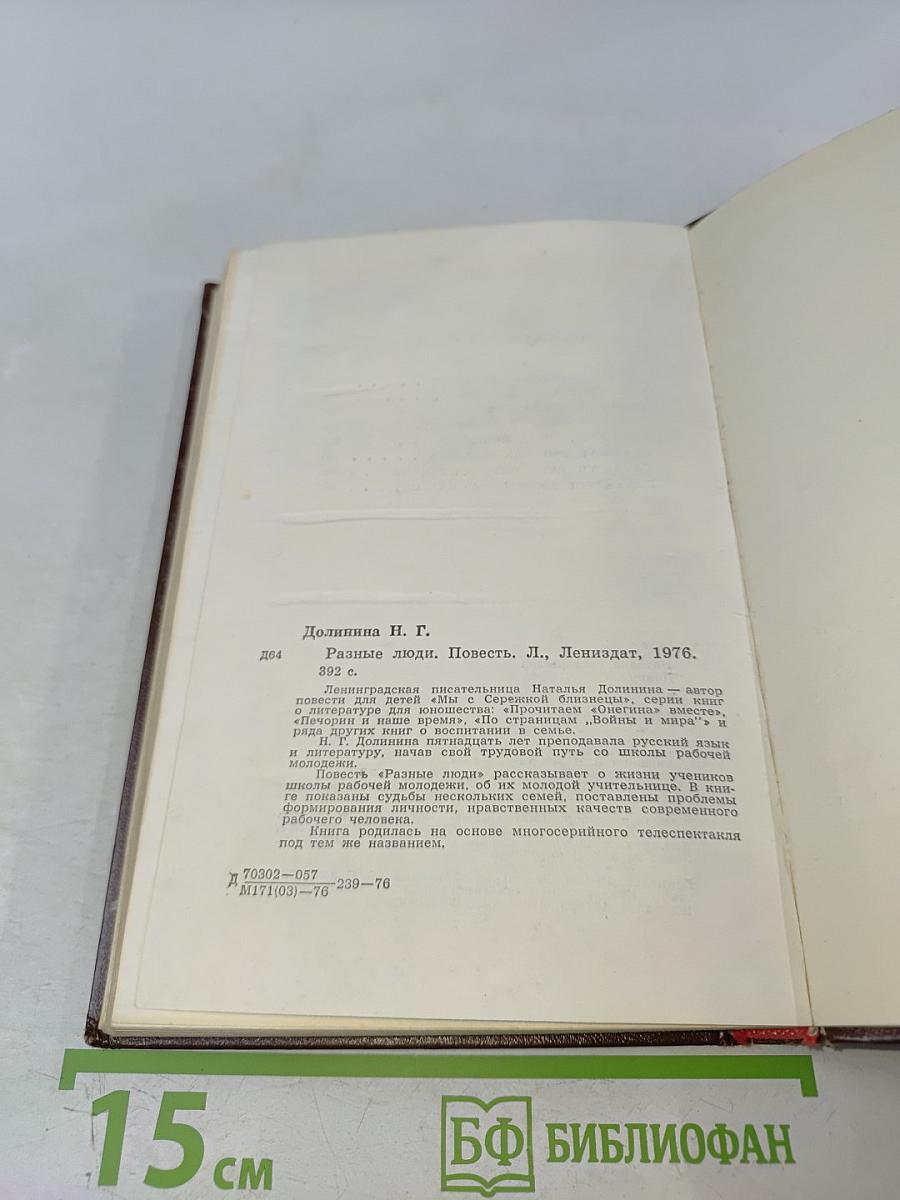 Долинина Н. Г.
Д64 Разные люди. Повесть. Л., Лениздат, 1976.
392 с.
Ленинградская писательница Наталья Долинина — автор
повести для детей «Мы с Сережкой близнецы», серии книг
о литературе для юношества: «Прочитаем «Онегина» вместе»,
«Печорин и наше время», «По страницам „Войны и мира"» и
ряда других книг о воспитании в семье.
Н. Г. Долинина пятнадцать лет преподавала русский язык
и литературу, начав свой трудовой путь со школы рабочей
молодежи.
Повесть «Разные люди» рассказывает о жизни учеников
школы рабочей молодежи, об их молодой учительнице. В кни-
ге показаны судьбы нескольких семей, поставлены проблемы
формирования личности, нравственных качеств современного
рабочего человека.
Книга родилась на основе многосерийного телеспектакля
под тем же названием.
Д 70302—057
М171(03)—76 239—76
15 см
БФ БИБЛИОФАН